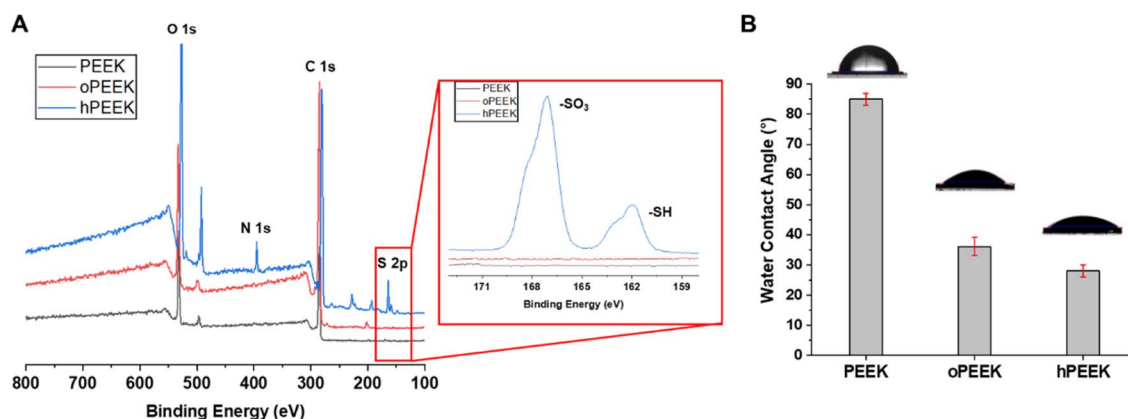 A
O 1s
PEEK
oPEEK
hPEEK
C 1s
N 1s
S 2p
800 700 600 500 400 300 200 100
Binding Energy (eV)
PEEK
oPEEK
hPEEK
-SO₃
-SH
171 168 165 162 159
Binding Energy (eV)
B
Water Contact Angle (°)
90
80
70
60
50
40
30
20
10
0
PEEK oPEEK hPEEK